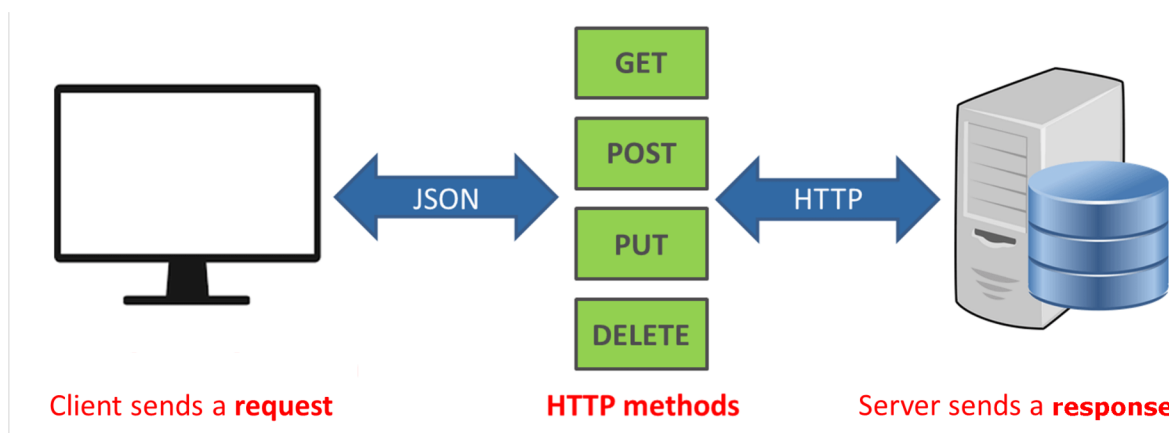 GET
POST
JSON
HTTP
PUT
DELETE
Client sends a request
HTTP methods
Server sends a response